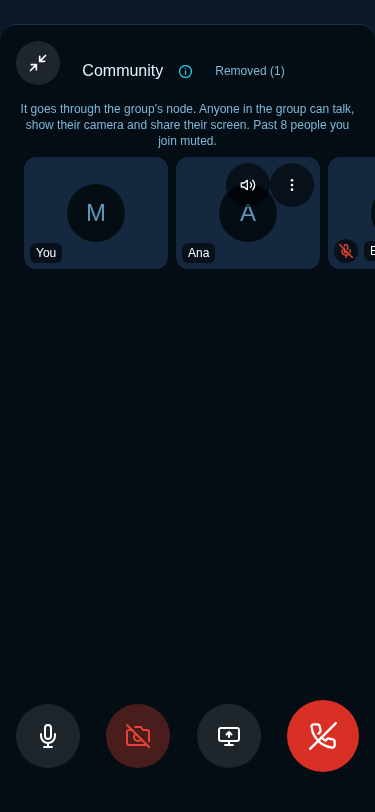 Community
Removed (1)
It goes through the group's node. Anyone in the group can talk,
show their camera and share their screen. Past 8 people you
join muted.
M
A
You
Ana